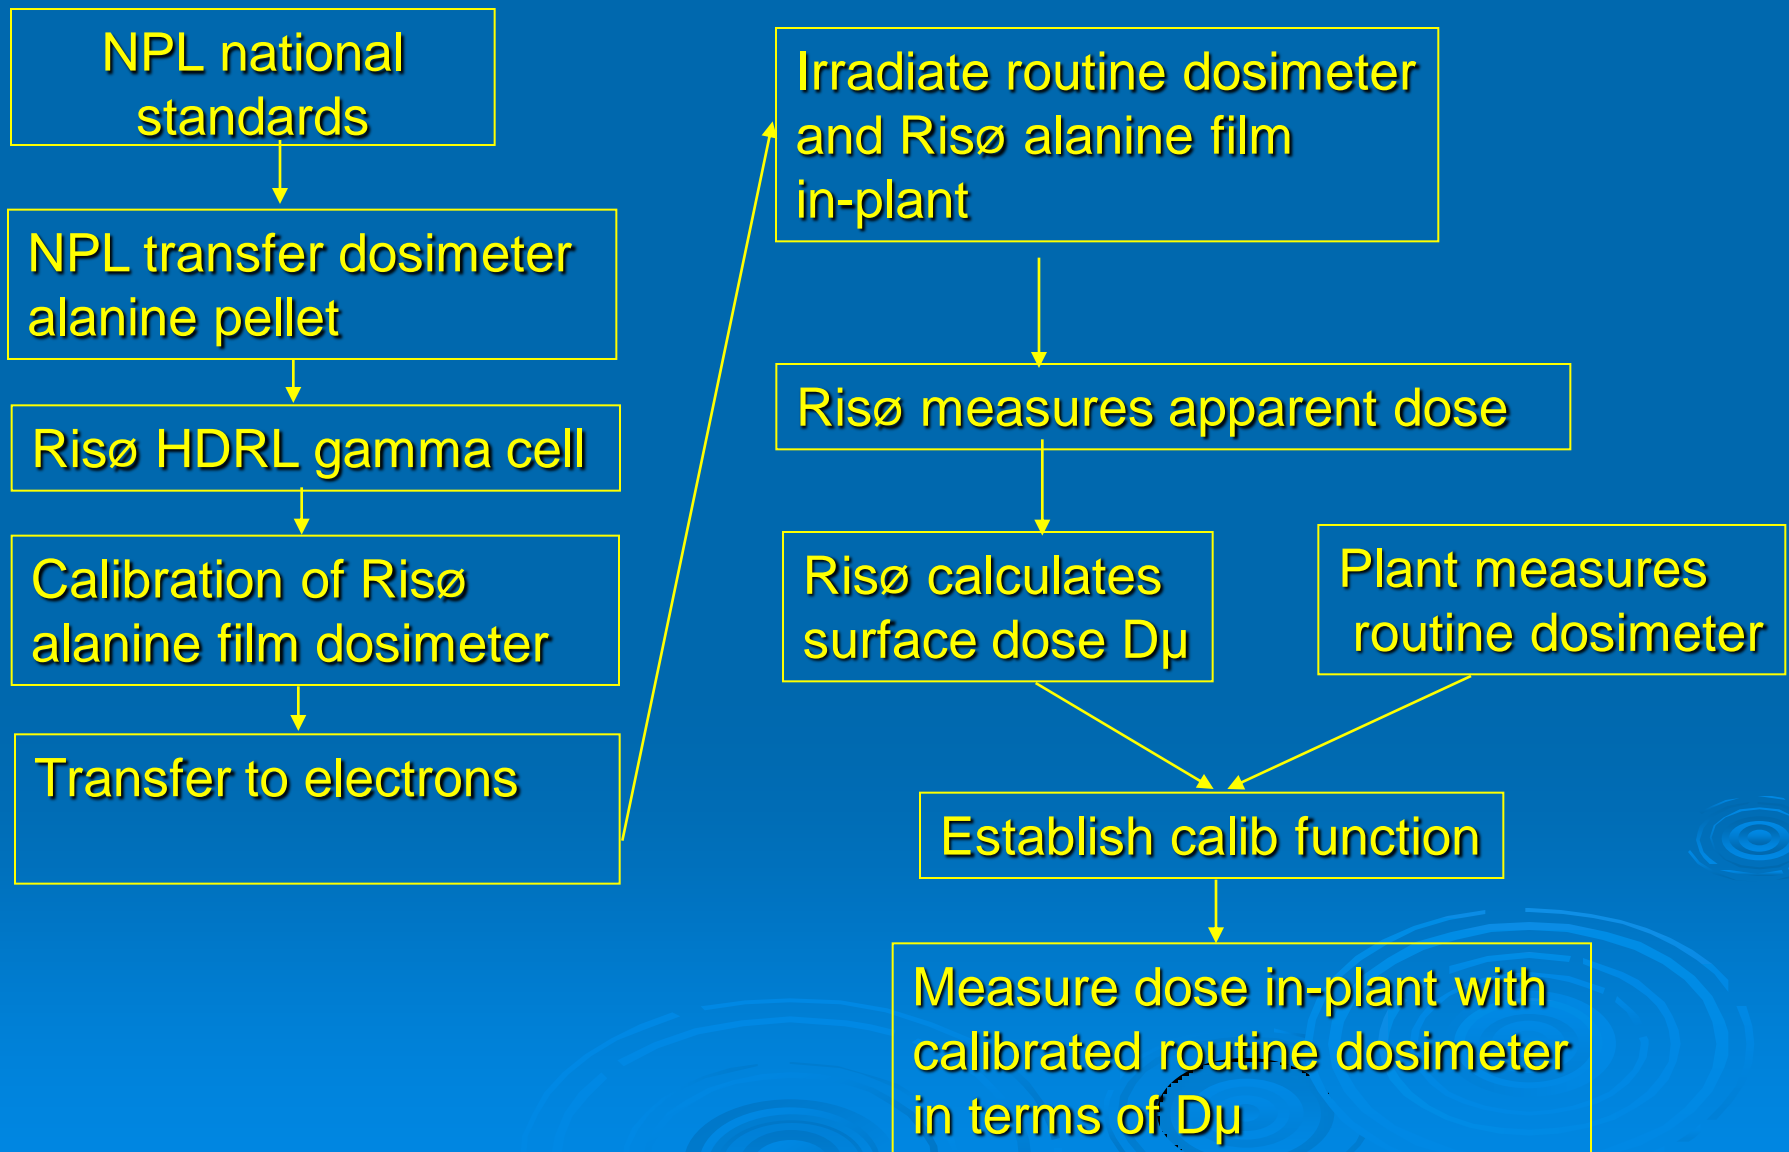 NPL national
standards
NPL transfer dosimeter
alanine pellet
Risø HDRL gamma cell
Calibration of Risø
alanine film dosimeter
Transfer to electrons
Irradiate routine dosimeter
and Risø alanine film
in-plant
Risø measures apparent dose
Risø calculates
surface dose Dµ
Plant measures
routine dosimeter
Establish calib function
Measure dose in-plant with
calibrated routine dosimeter
in terms of Dµ